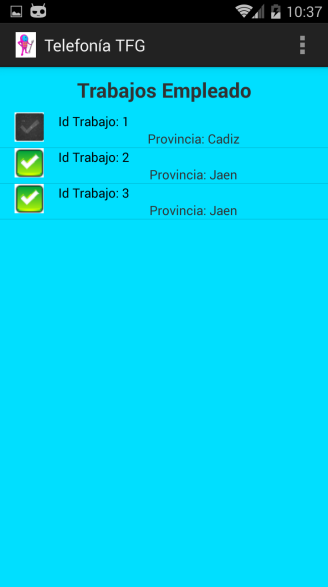 10:37
Telefonía TFG
Trabajos Empleado
Id Trabajo: 1
Provincia: Cadiz
Id Trabajo: 2
Provincia: Jaen
Id Trabajo: 3
Provincia: Jaen